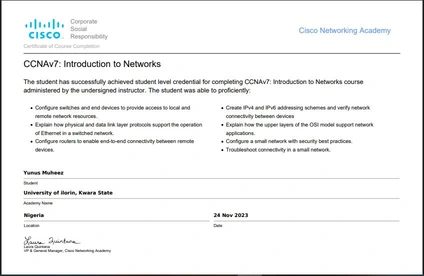 CISCO
Corporate
Social
Responsibility
Cisco Networking Academy
Certificate of Course Completion
CCNAv7: Introduction to Networks
The student has successfully achieved student level credential for completing CCNAv7: Introduction to Networks course
administered by the undersigned instructor. The student was able to proficiently:
• Configure switches and end devices to provide access to local and
remote network resources.
• Explain how physical and data link layer protocols support the operation
of Ethernet in a switched network.
• Configure routers to enable end-to-end connectivity between remote
devices.
• Create IPv4 and IPv6 addressing schemes and verify network
connectivity between devices
• Explain how the upper layers of the OSI model support network
applications.
• Configure a small network with security best practices.
• Troubleshoot connectivity in a small network.
Yunus Muheez
Student
University of ilorin, Kwara State
Academy Name
Nigeria
Location
24 Nov 2023
Date
Laura Quintana
Laura Quintana
VP & General Manager, Cisco Networking Academy